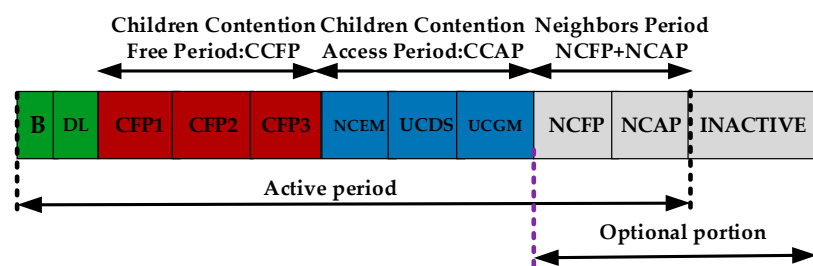 Children Contention Children Contention Neighbors Period
Free Period:CCFP Access Period:CCAP NCFP+NCAP
B DL CFP1 CFP2 CFP3 NCEM UCDS UCGM NCFP NCAP INACTIVE
Active period
Optional portion